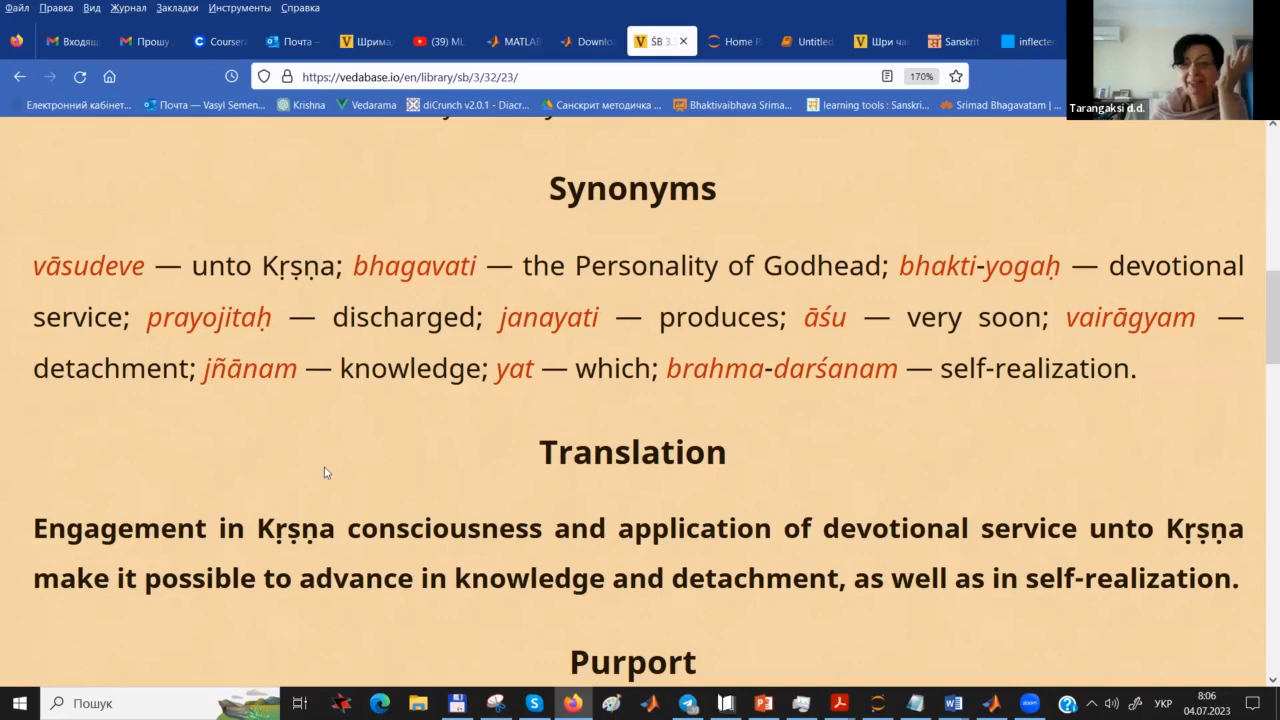 Файл Правка Вид Журнал Закладки Инструменты Справка
Входящ Прошу Coursera Почта — Шрима, (39) ML MATLAB Downlo ŚB 3. Home Untitled Шри ча Sanskrit inflecte
https://vedabase.io/en/library/sb/3/32/23/ 170%
Електронний кабінет... Почта — Vasyl Semen... Krishna Vedarama diCrunch v2.0.1 - Diacr... Санскрит методичка ... Bhaktivaibhava Srima... learning tools : Sanskri... Srimad Bhagavatam | ...
Tarangaksi d.d.
Synonyms
vāsudeve — unto Kṛṣṇa; bhagavati — the Personality of Godhead; bhakti-yogaḥ — devotional
service; prayojitaḥ — discharged; janayati — produces; āśu — very soon; vairāgyam —
detachment; jñānam — knowledge; yat — which; brahma-darśanam — self-realization.
Translation
Engagement in Kṛṣṇa consciousness and application of devotional service unto Kṛṣṇa
make it possible to advance in knowledge and detachment, as well as in self-realization.
Purport
Пошук
УКР
8:06
04.07.2023